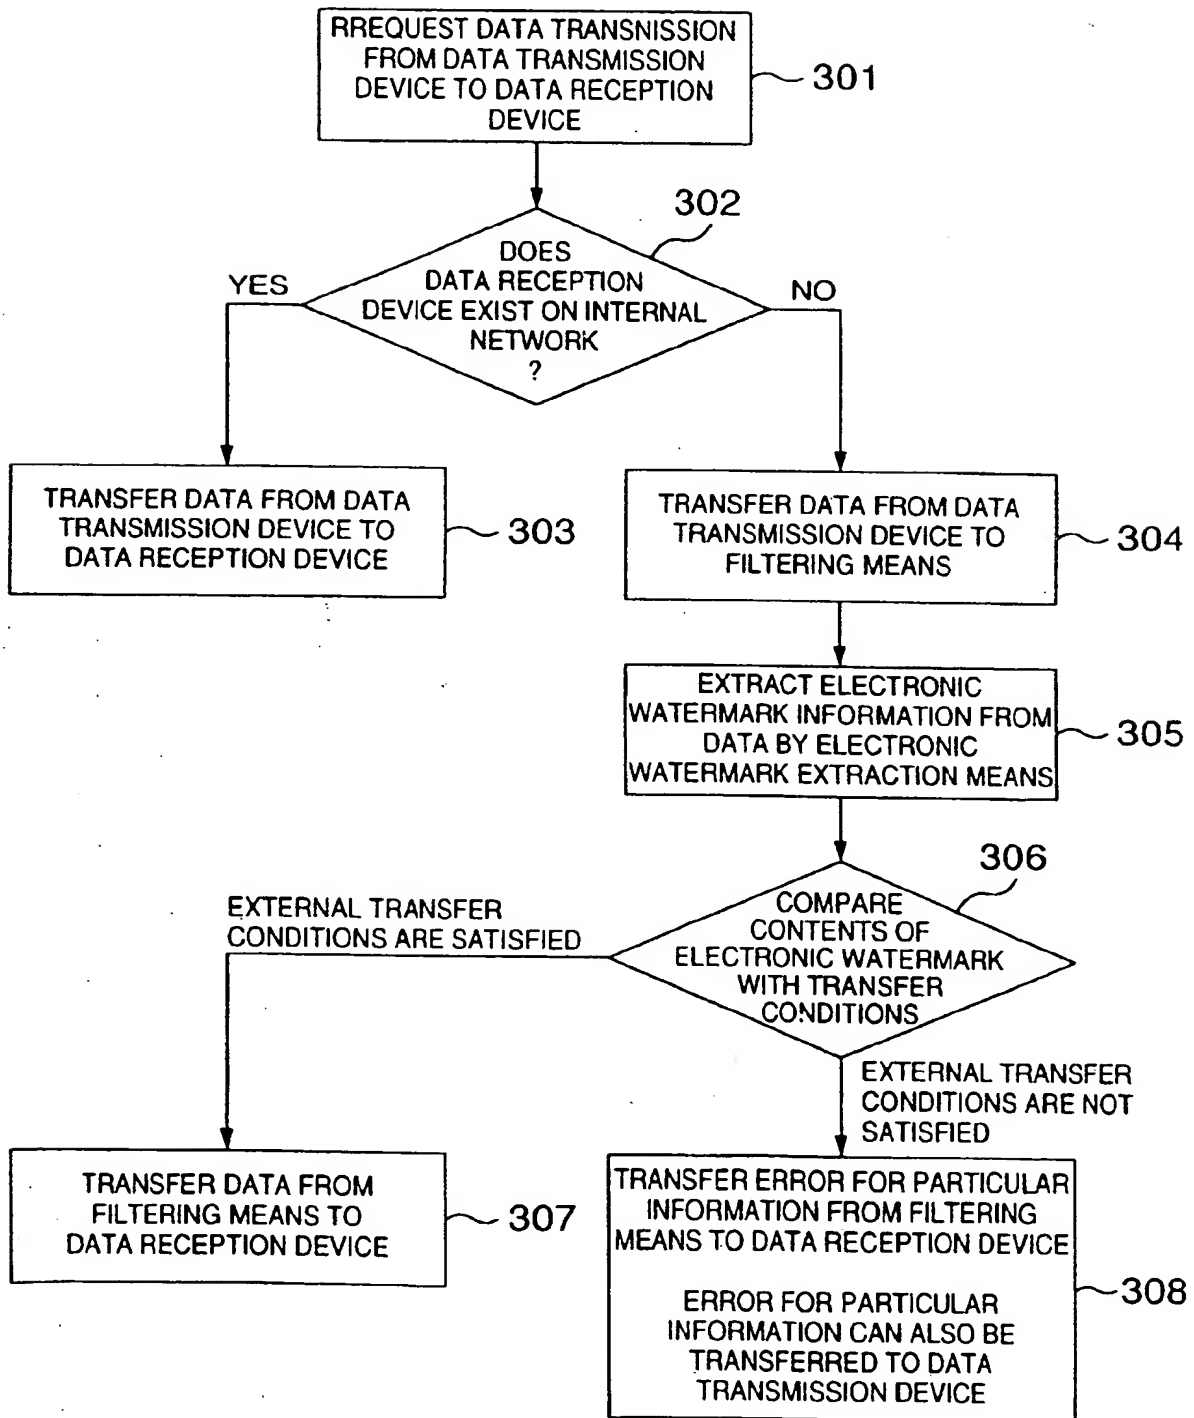 RREQUEST DATA TRANSNISSION
FROM DATA TRANSMISSION
DEVICE TO DATA RECEPTION
DEVICE
301
302
DOES
DATA RECEPTION
DEVICE EXIST ON INTERNAL
NETWORK
?
YES
NO
TRANSFER DATA FROM DATA
TRANSMISSION DEVICE TO
DATA RECEPTION DEVICE
303
TRANSFER DATA FROM DATA
TRANSMISSION DEVICE TO
FILTERING MEANS
304
EXTRACT ELECTRONIC
WATERMARK INFORMATION FROM
DATA BY ELECTRONIC
WATERMARK EXTRACTION MEANS
305
306
COMPARE
CONTENTS OF
ELECTRONIC WATERMARK
WITH TRANSFER
CONDITIONS
EXTERNAL TRANSFER
CONDITIONS ARE SATISFIED
EXTERNAL TRANSFER
CONDITIONS ARE NOT
SATISFIED
TRANSFER DATA FROM
FILTERING MEANS TO
DATA RECEPTION DEVICE
307
TRANSFER ERROR FOR PARTICULAR
INFORMATION FROM FILTERING
MEANS TO DATA RECEPTION DEVICE
ERROR FOR PARTICULAR
INFORMATION CAN ALSO BE
TRANSFERRED TO DATA
TRANSMISSION DEVICE
308